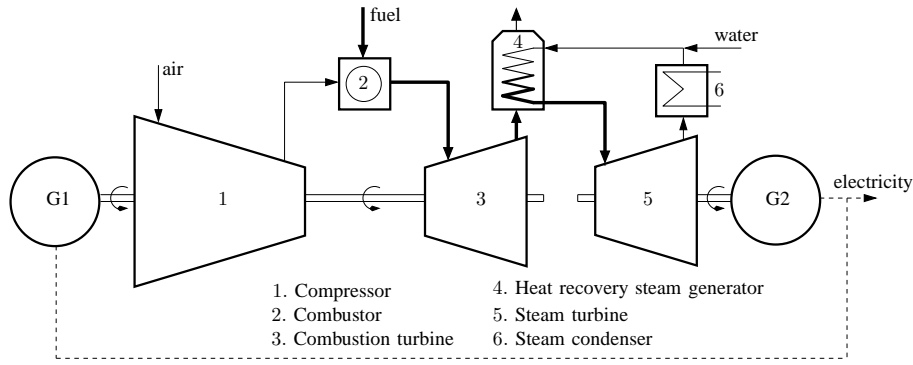 fuel
4
water
air
2
6
G1
1
3
5
G2
electricity
1. Compressor
2. Combustor
3. Combustion turbine
4. Heat recovery steam generator
5. Steam turbine
6. Steam condenser